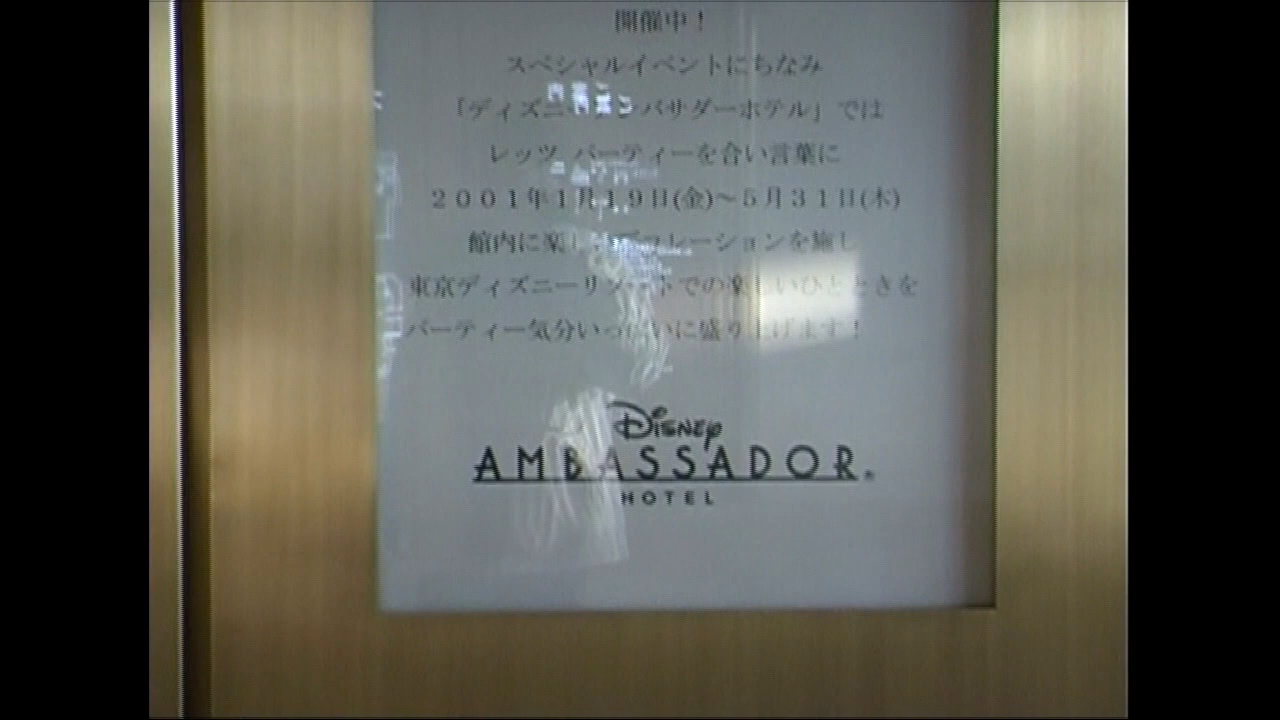 開催中！
スペシャルイベントにちなみ
「ディズニーアンバサダーホテル」では
レッツ パーティーを合い言葉に
２００１年１月１９日(金)～５月３１日(木)
館内に楽しいデコレーションを施し
東京ディズニーリゾートでの楽しいひとときを
パーティー気分いっぱいに盛り上げます！
Disney
AMBASSADOR®
HOTEL